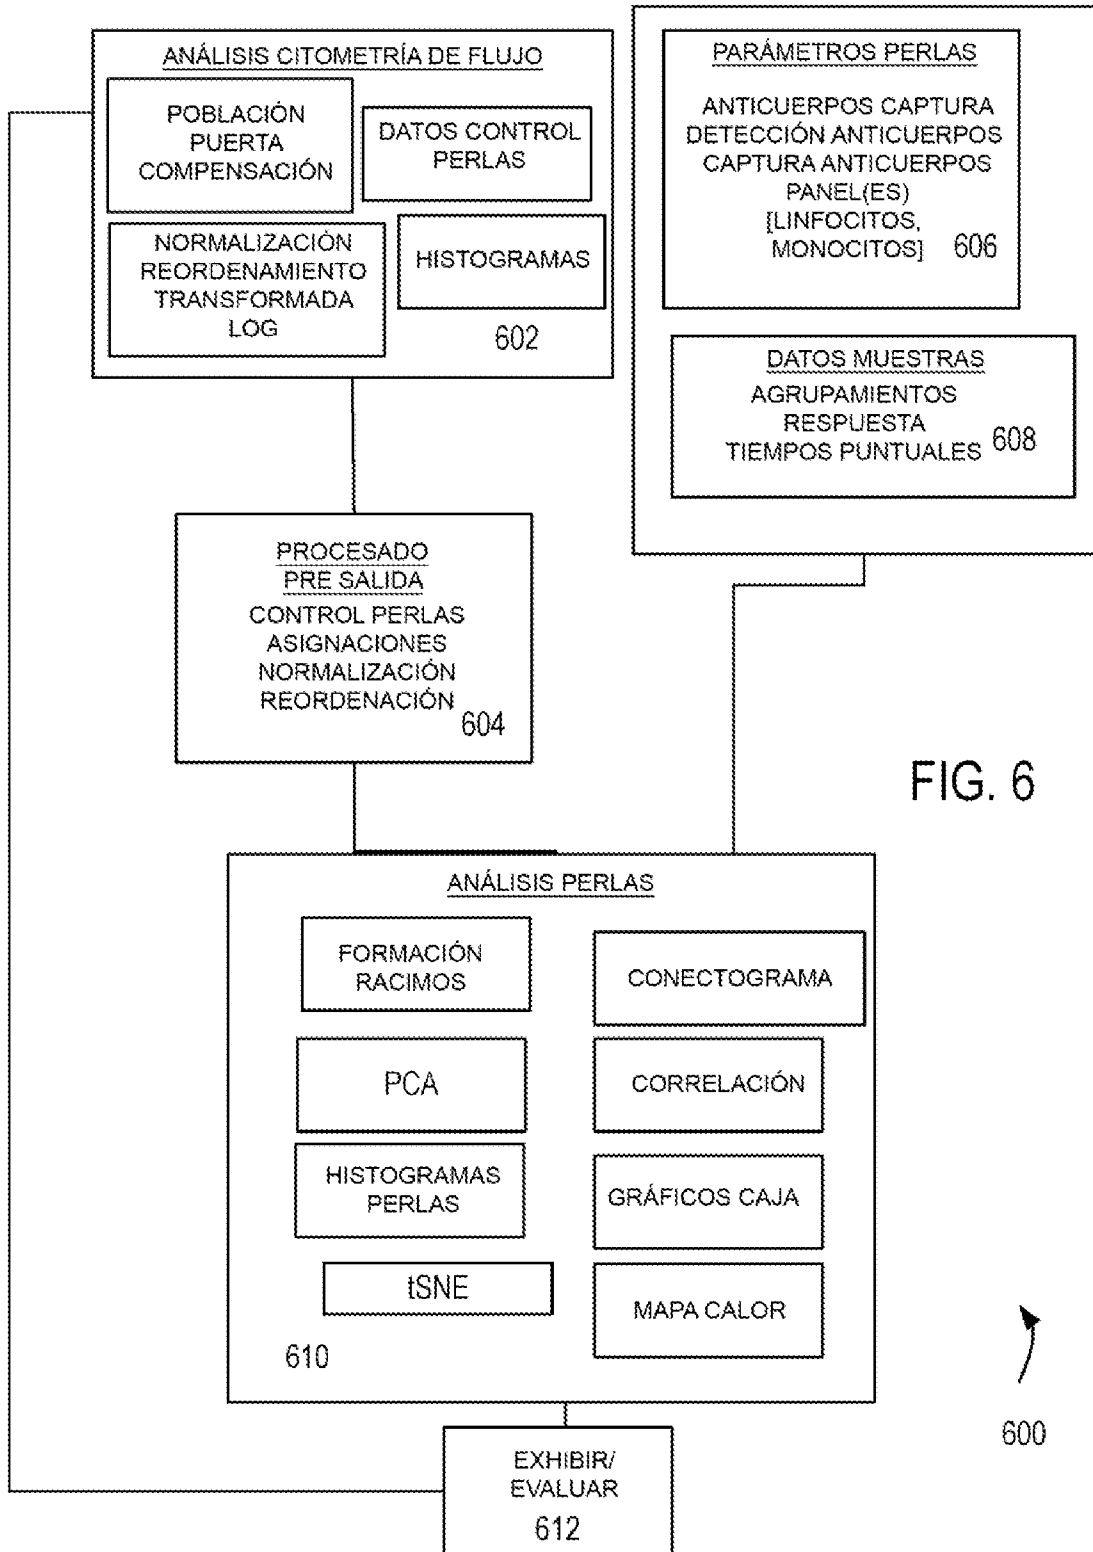 ANÁLISIS CITOMETRÍA DE FLUJO
POBLACIÓN
PUERTA
COMPENSACIÓN
DATOS CONTROL
PERLAS
NORMALIZACIÓN
REORDENAMIENTO
TRANSFORMADA
LOG
HISTOGRAMAS
602
PARÁMETROS PERLAS
ANTICUERPOS CAPTURA
DETECCIÓN ANTICUERPOS
CAPTURA ANTICUERPOS
PANEL(ES)
[LINFOCITOS,
MONOCITOS]
606
DATOS MUESTRAS
AGRUPAMIENTOS
RESPUESTA
TIEMPOS PUNTUALES
608
PROCESADO
PRE SALIDA
CONTROL PERLAS
ASIGNACIONES
NORMALIZACIÓN
REORDENACIÓN
604
FIG. 6
ANÁLISIS PERLAS
FORMACIÓN
RACIMOS
CONECTOGRAMA
PCA
CORRELACIÓN
HISTOGRAMAS
PERLAS
GRÁFICOS CAJA
tSNE
MAPA CALOR
610
600
EXHIBIR/
EVALUAR
612